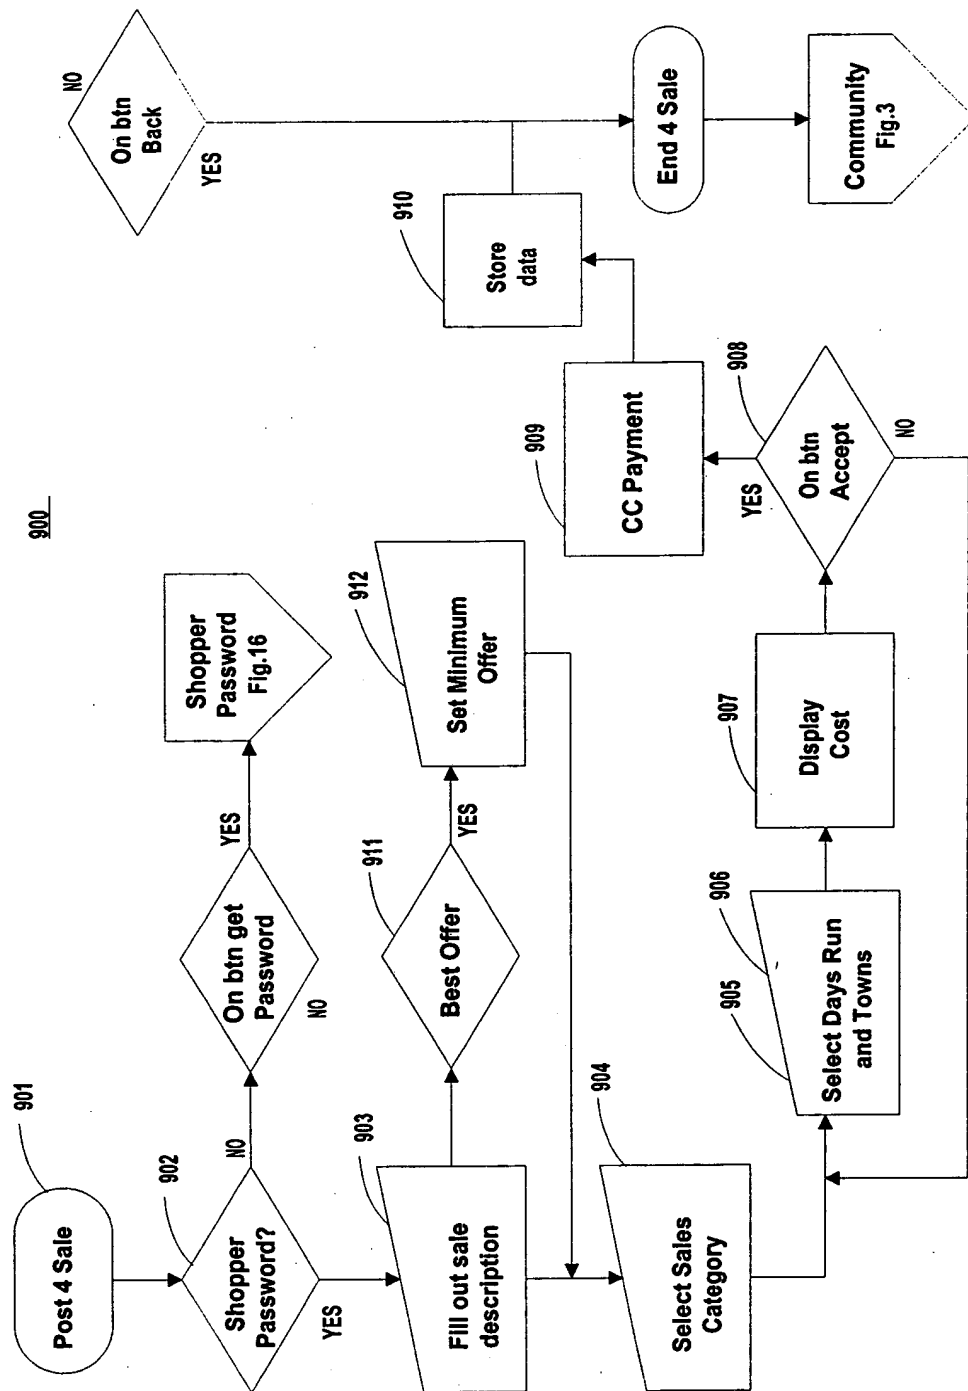 900
Post 4 Sale
901
Shopper
Password?
902
NO
YES
On btn get
Password
YES
NO
Shopper
Password
Fig.16
Fill out sale
description
903
Best Offer
911
YES
Set Minimum
Offer
912
Select Sales
Category
904
Select Days Run
and Towns
905
906
Display
Cost
907
On btn
Accept
908
YES
NO
CC Payment
909
Store
data
910
On btn
Back
NO
YES
End 4 Sale
Community
Fig.3